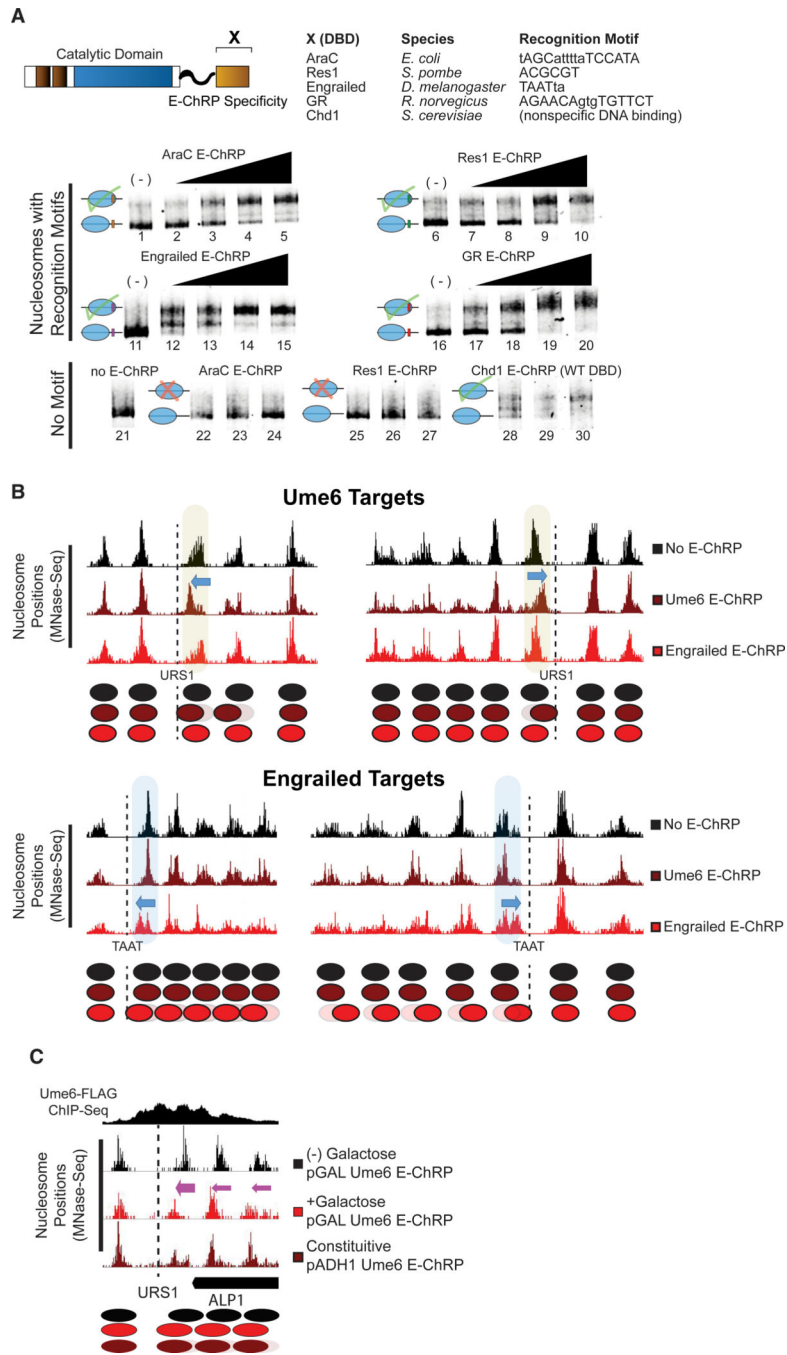 A
X
Catalytic Domain
E-ChRP Specificity
X (DBD) Species Recognition Motif
AraC E. coli tAGCattttaTCCATA
Res1 S. pombe ACGCGT
Engrailed D. melanogaster TAATta
GR R. norvegicus AGAACAgtgTGTTCT
Chd1 S. cerevisiae (nonspecific DNA binding)
Nucleosomes with
Recognition Motifs
AraC E-ChRP
(-)
1 2 3 4 5
Res1 E-ChRP
(-)
6 7 8 9 10
Engrailed E-ChRP
(-)
11 12 13 14 15
GR E-ChRP
(-)
16 17 18 19 20
No Motif
no E-ChRP AraC E-ChRP Res1 E-ChRP Chd1 E-ChRP (WT DBD)
21 22 23 24 25 26 27 28 29 30
B
Ume6 Targets
Nucleosome
Positions
(MNase-Seq)
No E-ChRP
Ume6 E-ChRP
Engrailed E-ChRP
URS1 URS1
Engrailed Targets
Nucleosome
Positions
(MNase-Seq)
No E-ChRP
Ume6 E-ChRP
Engrailed E-ChRP
TAAT TAAT
C
Ume6-FLAG
ChIP-Seq
Nucleosome
Positions
(MNase-Seq)
(-) Galactose
pGAL Ume6 E-ChRP
+Galactose
pGAL Ume6 E-ChRP
Constituitive
pADH1 Ume6 E-ChRP
URS1 ALP1